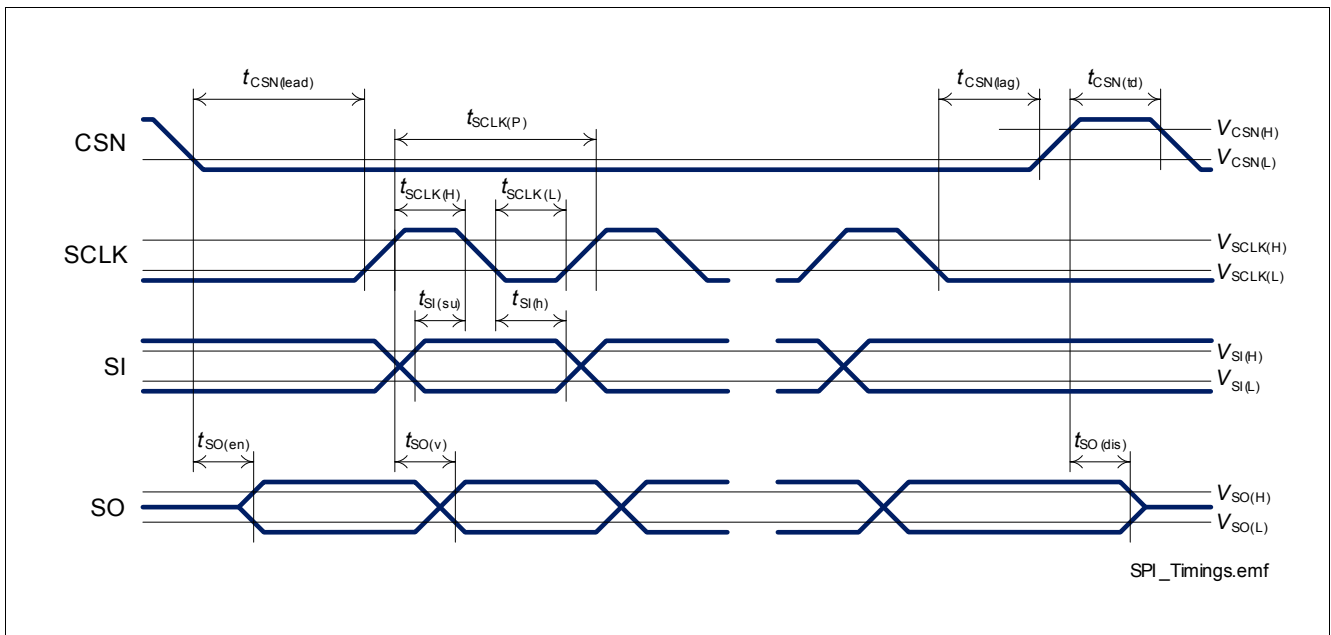 tCSN(lead)
tCSN(lag)
tCSN(td)
tSCLK(P)
CSN
VCSN(H)
VCSN(L)
tSCLK(H)
tSCLK(L)
SCLK
VSCLK(H)
VSCLK(L)
tSI(su)
tSI(h)
SI
VSI(H)
VSI(L)
tSO(en)
tSO(v)
tSO(dis)
SO
VSO(H)
VSO(L)
SPI_Timings.emf